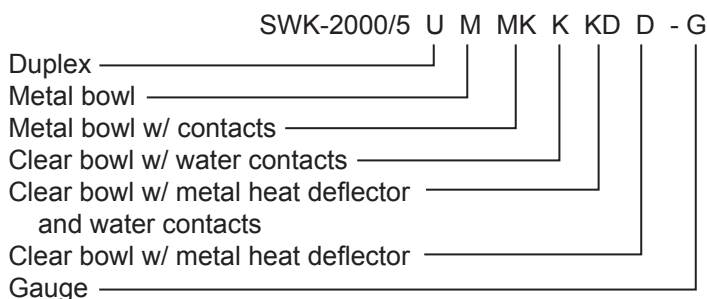 SWK-2000/5 U M MK K KD D - G
Duplex
Metal bowl
Metal bowl w/ contacts
Clear bowl w/ water contacts
Clear bowl w/ metal heat deflector
and water contacts
Clear bowl w/ metal heat deflector
Gauge